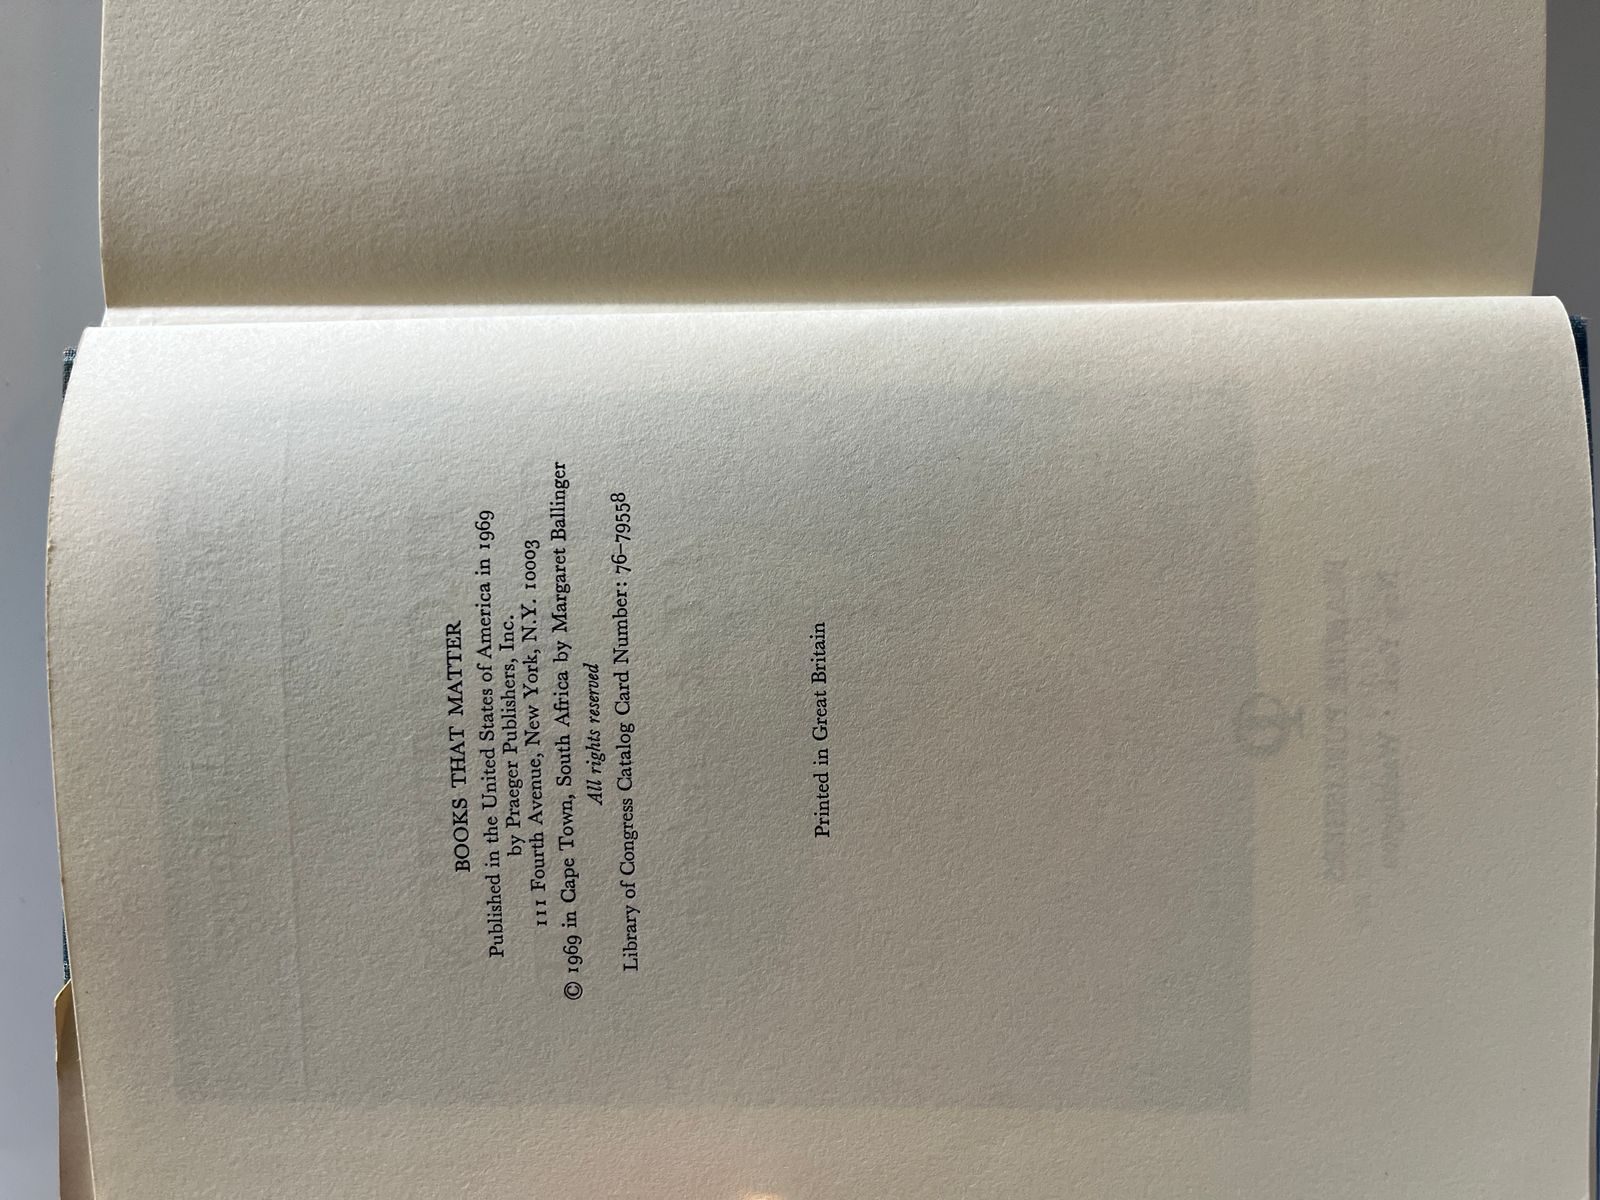 BOOKS THAT MATTER
Published in the United States of America in 1969
by Praeger Publishers, Inc.
111 Fourth Avenue, New York, N.Y. 10003
© 1969 in Cape Town, South Africa by Margaret Ballinger
All rights reserved
Library of Congress Catalog Card Number: 76–79558
Printed in Great Britain